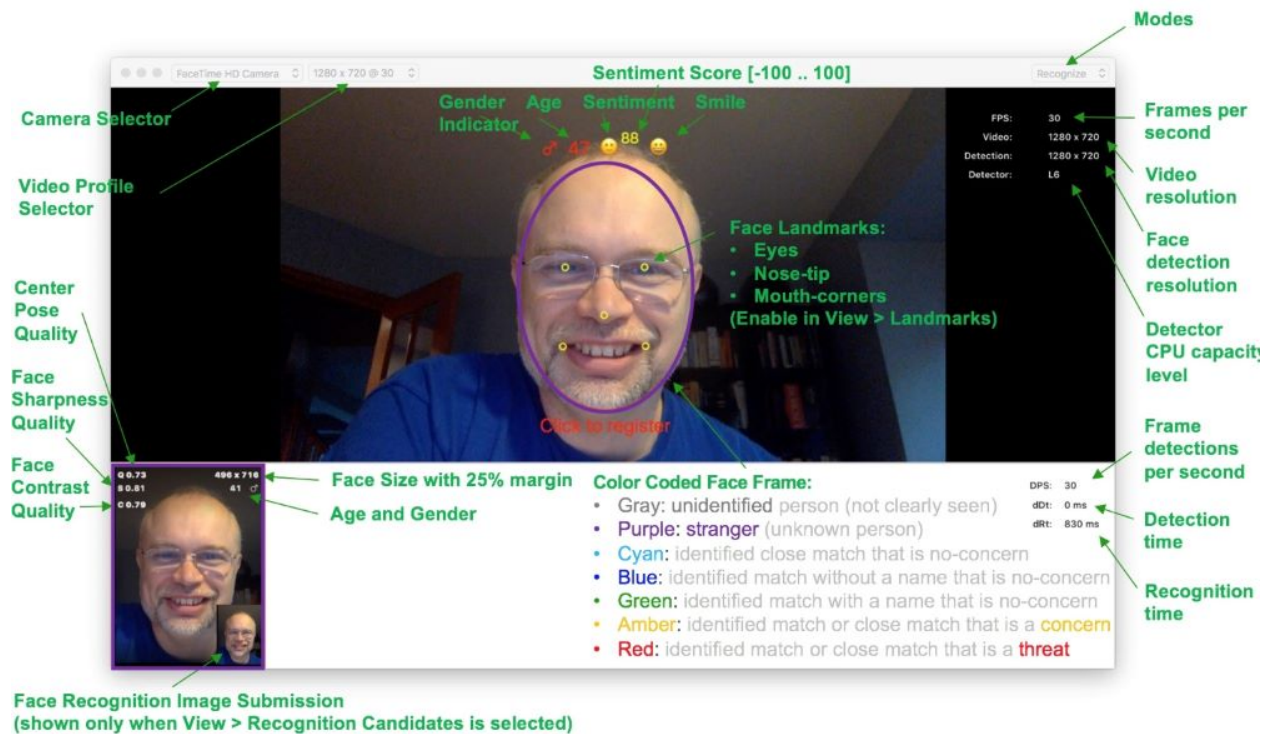 Modes
FaceTime HD Camera
1280 x 720 @ 30
Sentiment Score [-100 .. 100]
Recognize
Camera Selector
Gender
Indicator
Age
Sentiment
Smile
♂ 42 88
Frames per
second
FPS: 30
Video: 1280 x 720
Detection: 1280 x 720
Detector: L6
Video Profile
Selector
Video
resolution
Face Landmarks:
• Eyes
• Nose-tip
• Mouth-corners
(Enable in View > Landmarks)
Face
detection
resolution
Center
Pose
Quality
Detector
CPU capacity
level
Face
Sharpness
Quality
Click to register
Frame
detections
per second
Face
Contrast
Quality
Q 0.73
496 x 716
S 0.81
41 ♂
C 0.79
Face Size with 25% margin
Age and Gender
Color Coded Face Frame:
• Gray: unidentified person (not clearly seen)
• Purple: stranger (unknown person)
• Cyan: identified close match that is no-concern
• Blue: identified match without a name that is no-concern
• Green: identified match with a name that is no-concern
• Amber: identified match or close match that is a concern
• Red: identified match or close match that is a threat
DPS: 30
dDt: 0 ms
dRt: 830 ms
Detection
time
Recognition
time
Face Recognition Image Submission
(shown only when View > Recognition Candidates is selected)